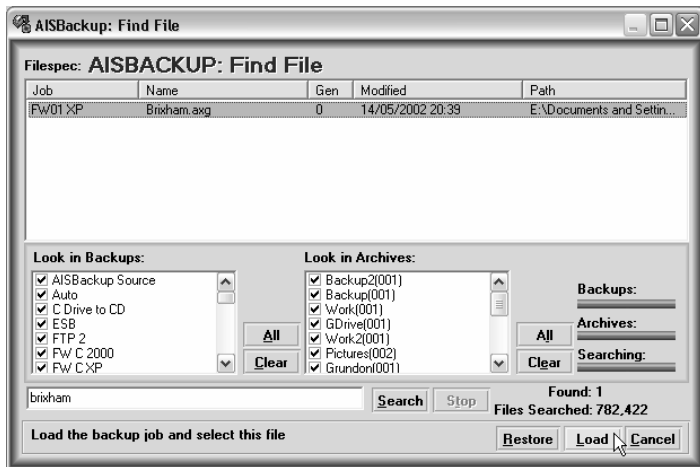 AISBackup: Find File
Filespec: AISBACKUP: Find File
Job Name Gen Modified Path
FW01 XP Brixham.axg 0 14/05/2002 20:39 E:\Documents and Settin...
Look in Backups:
AISBackup Source
Auto
C Drive to CD
ESB
FTP 2
FW C 2000
FW C XP
All
Clear
Look in Archives:
Backup2(001)
Backup(001)
Work(001)
GDrive(001)
Work2(001)
Pictures(002)
Grundon(001)
All
Clear
Backups:
Archives:
Searching:
brixham
Search Stop
Found: 1
Files Searched: 782,422
Load the backup job and select this file
Restore Load Cancel